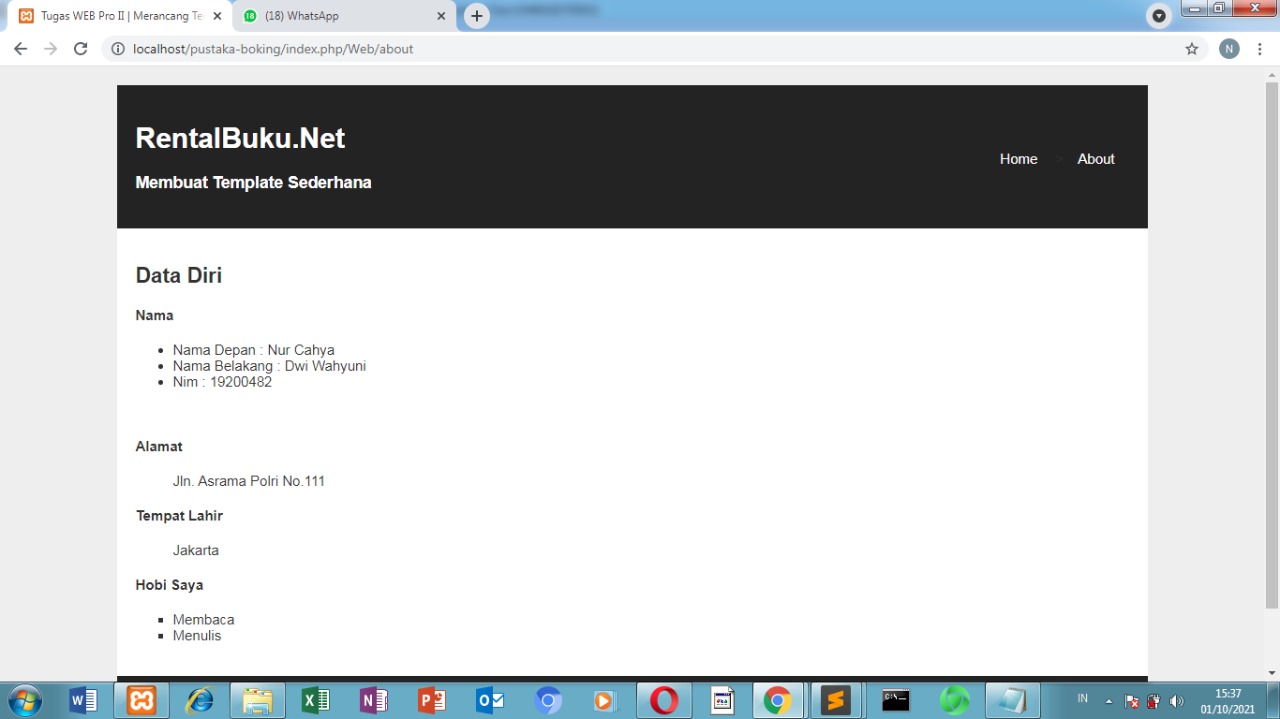 Tugas WEB Pro II | Merancang Te
(18) WhatsApp
localhost/pustaka-boking/index.php/Web/about
N
RentalBuku.Net
Membuat Template Sederhana
Home > About
Data Diri
Nama
Nama Depan : Nur Cahya
Nama Belakang : Dwi Wahyuni
Nim : 19200482
Alamat
Jln. Asrama Polri No.111
Tempat Lahir
Jakarta
Hobi Saya
Membaca
Menulis
IN
15:37
01/10/2021